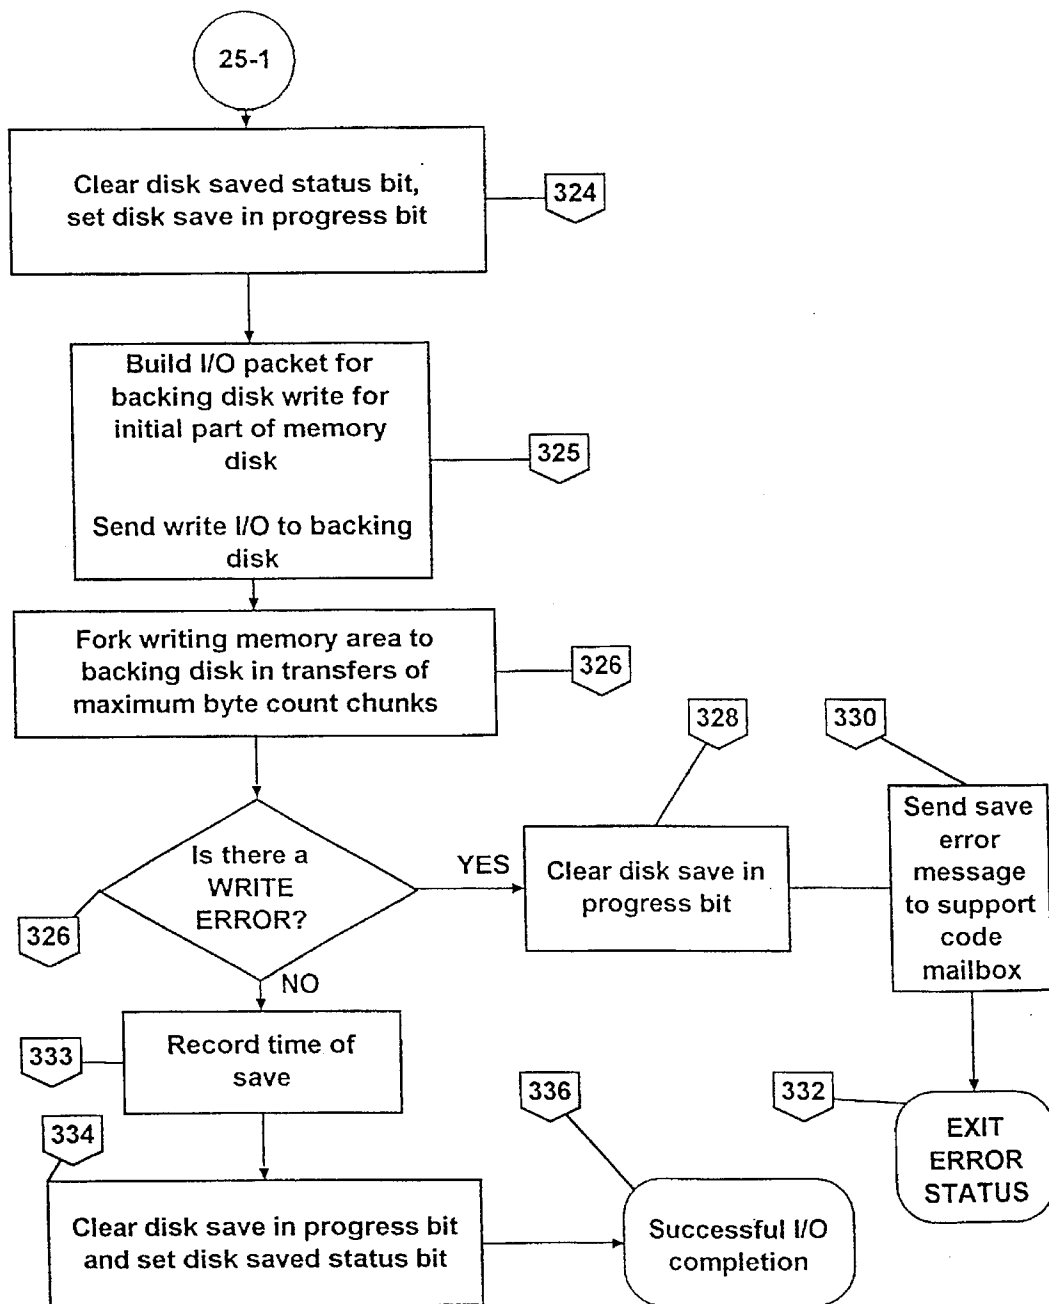 25-1
Clear disk saved status bit,
set disk save in progress bit
324
Build I/O packet for
backing disk write for
initial part of memory
disk
Send write I/O to backing
disk
325
Fork writing memory area to
backing disk in transfers of
maximum byte count chunks
326
328
330
Is there a
WRITE
ERROR?
326
YES
Clear disk save in
progress bit
Send save
error
message
to support
code
mailbox
NO
333
Record time of
save
336
332
EXIT
ERROR
STATUS
334
Clear disk save in progress bit
and set disk saved status bit
Successful I/O
completion